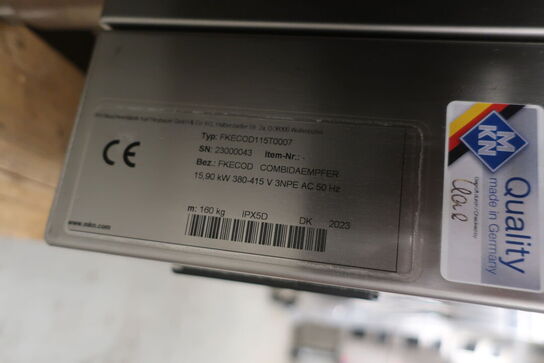 Typ: FKECOD115T0007
SN: 23000043 Item-Nr.: -
Bez.: FKECOD COMBIDAEMPFER
15,90 kW 380-415 V 3NPE AC 50 Hz
m: 160 kg IPX5D DK 2023
www.mkn.com
CE
MKN
Quality
made in Germany